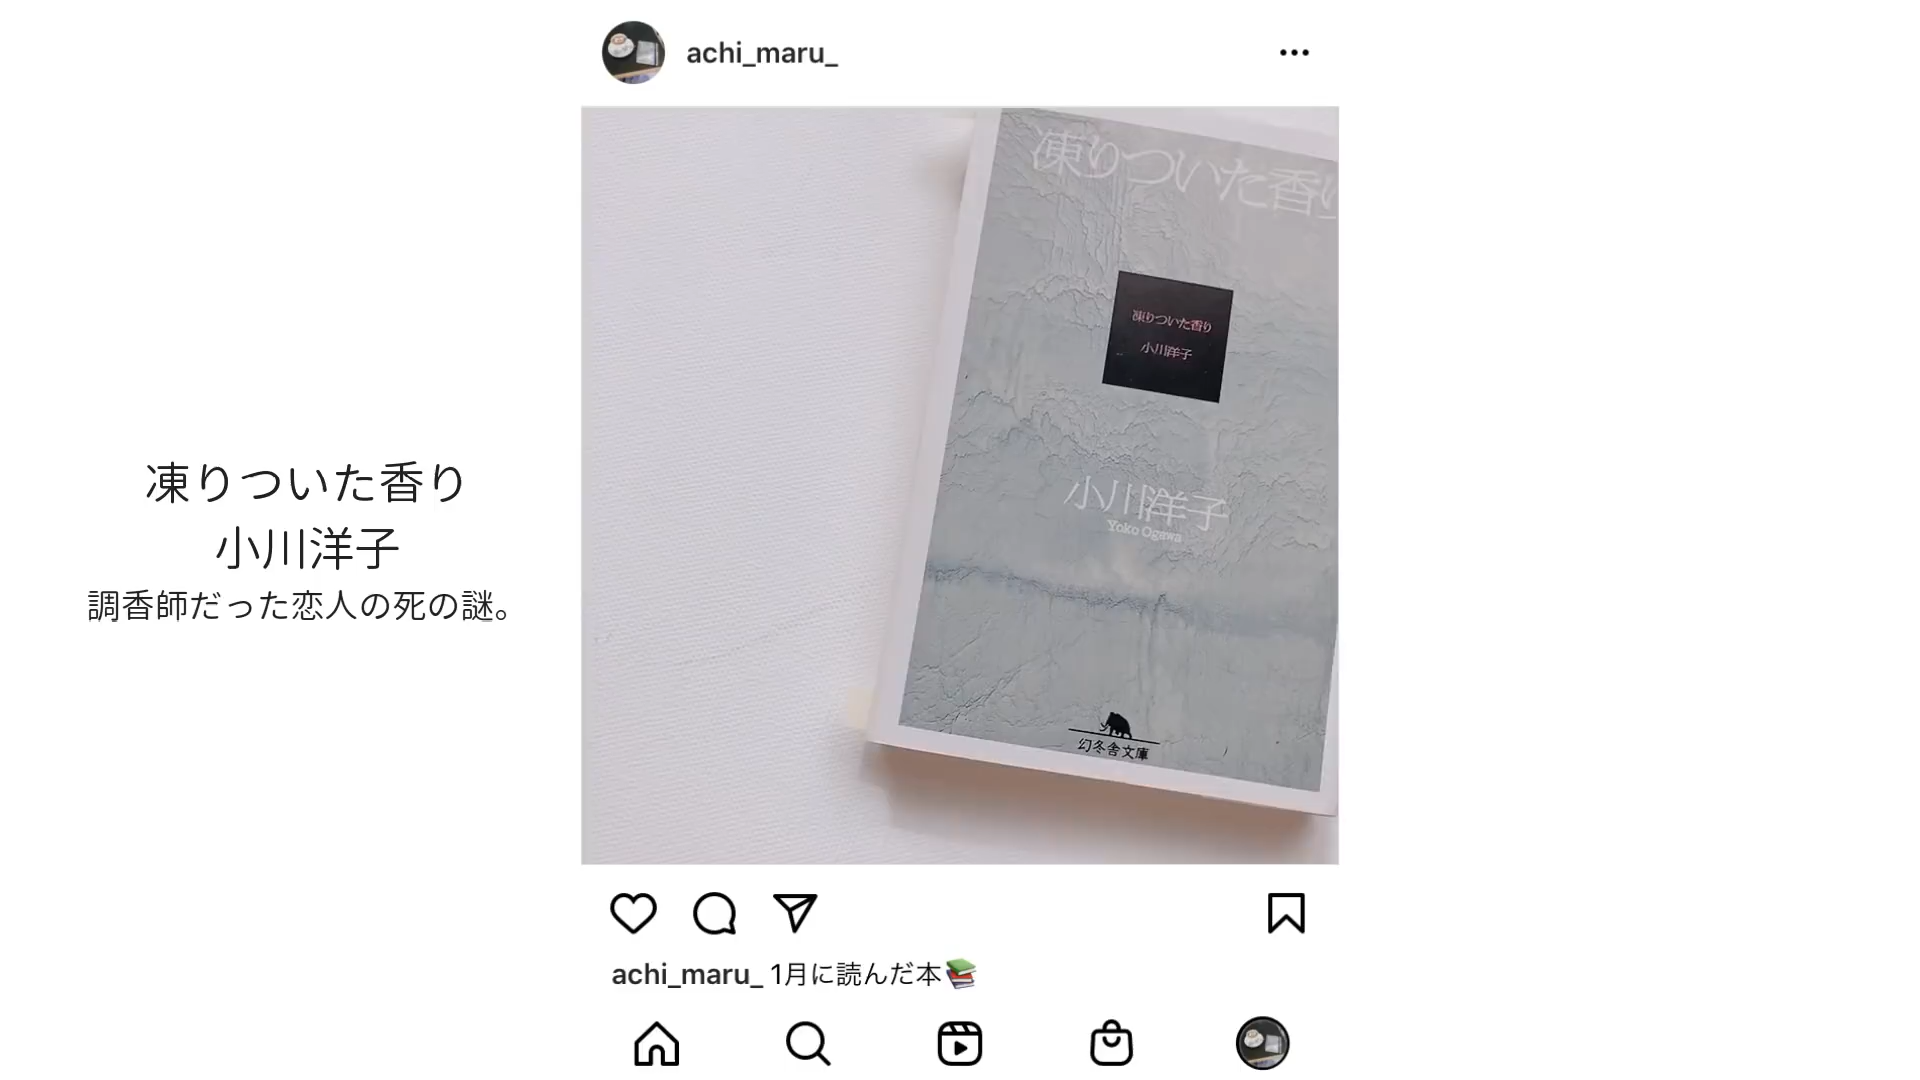 achi_maru_
凍りついた香り
凍りついた香り
小川洋子
小川洋子
Yoko Ogawa
幻冬舎文庫
凍りついた香り
小川洋子
調香師だった恋人の死の謎。
achi_maru_ 1月に読んだ本📚